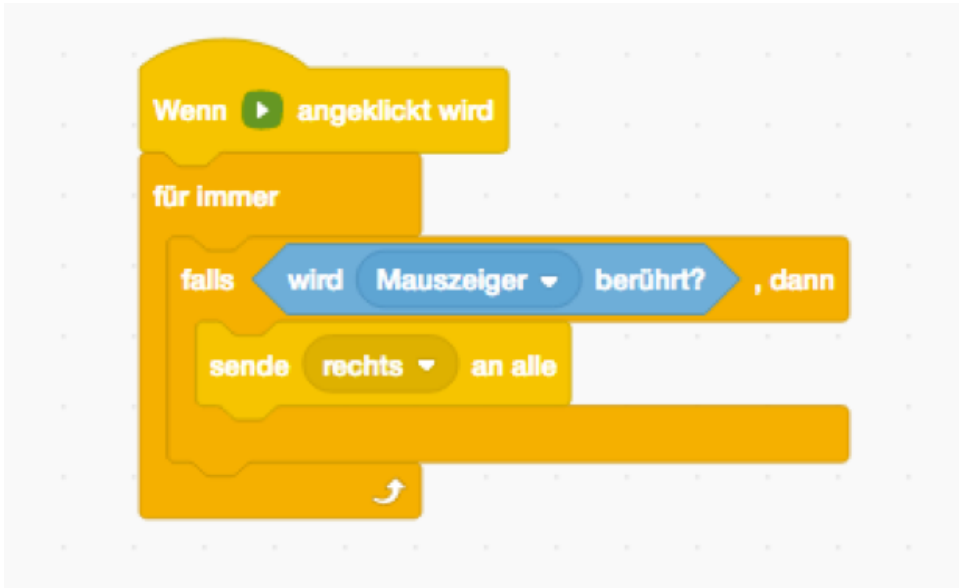 Wenn angeklickt wird
für immer
falls wird Mauszeiger berührt? , dann
sende rechts an alle